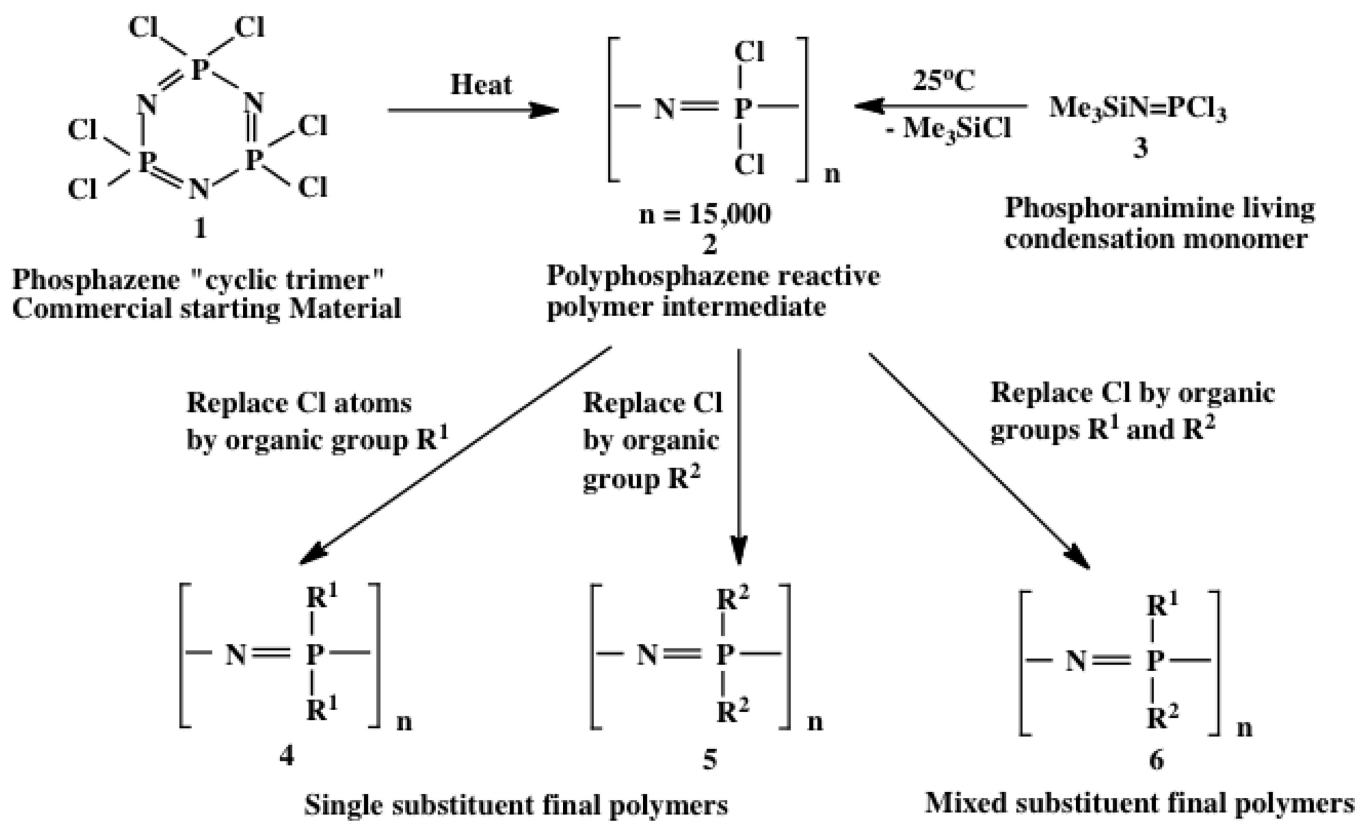 Cl Cl
P
N N
Cl Cl
P P
Cl N Cl
1
Phosphazene "cyclic trimer"
Commercial starting Material
Heat
Cl
N P
Cl
n
n = 15,000
2
Polyphosphazene reactive
polymer intermediate
25ºC
- Me₃SiCl
Me₃SiN=PCl₃
3
Phosphoranimine living
condensation monomer
Replace Cl atoms
by organic group R¹
Replace Cl
by organic
group R²
Replace Cl by organic
groups R¹ and R²
R¹
N P
R¹
n
4
R²
N P
R²
n
5
R¹
N P
R²
n
6
Single substituent final polymers
Mixed substituent final polymers